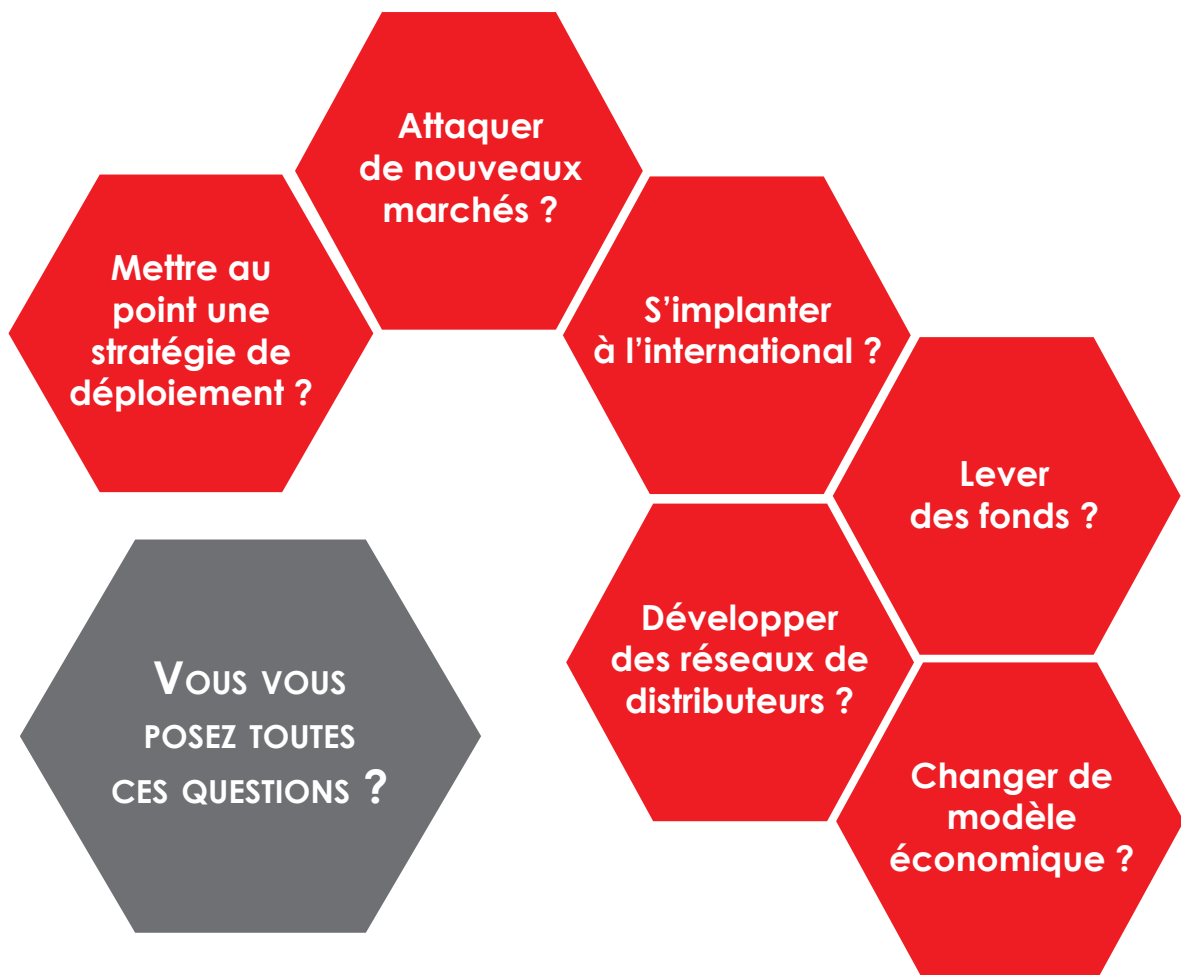 Attaquer
de nouveaux
marchés ?
Mettre au
point une
stratégie de
déploiement ?
S’implanter
à l’international ?
Lever
des fonds ?
Développer
des réseaux de
distributeurs ?
Changer de
modèle
économique ?
Vous vous
posez toutes
ces questions ?